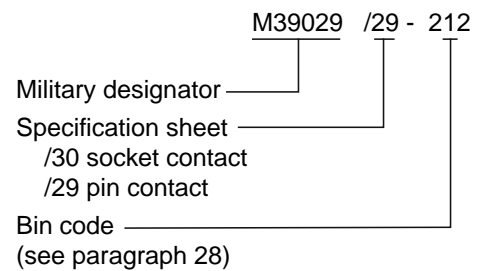 M39029 /29 - 212
Military designator
Specification sheet
/30 socket contact
/29 pin contact
Bin code
(see paragraph 28)